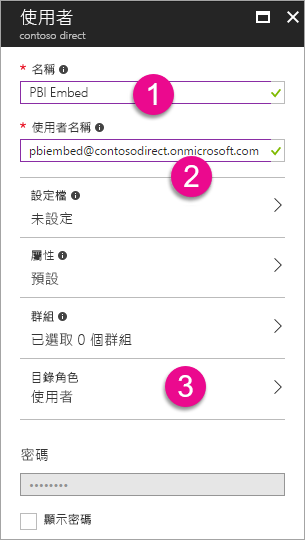 使用者
contoso direct
* 名稱
PBI Embed
1
* 使用者名稱
pbiembed@contosodirect.onmicrosoft.com
2
設定檔
未設定
屬性
預設
群組
已選取 0 個群組
目錄角色
使用者
3
密碼
••••••••
顯示密碼